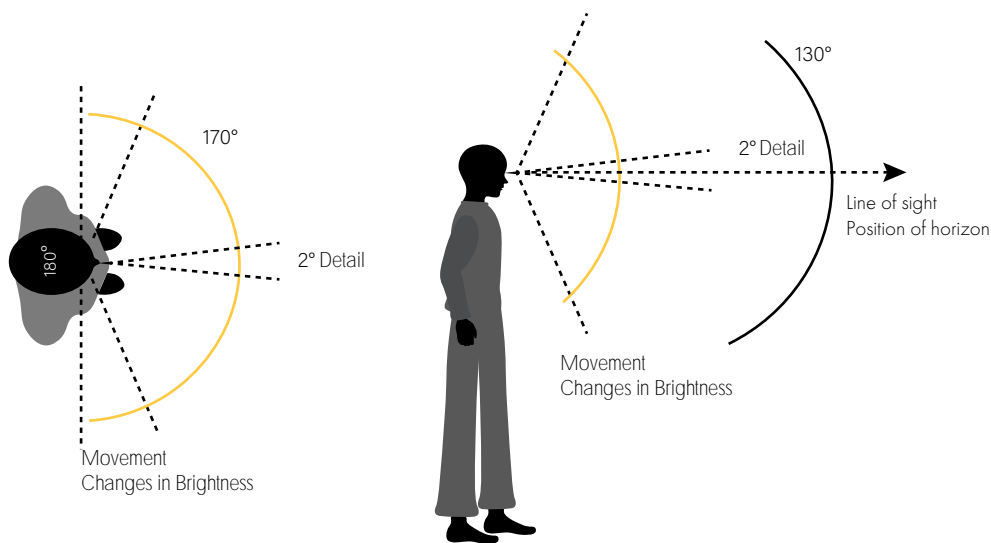 170°
180°
2° Detail
Movement
Changes in Brightness
130°
2° Detail
Line of sight
Position of horizon
Movement
Changes in Brightness